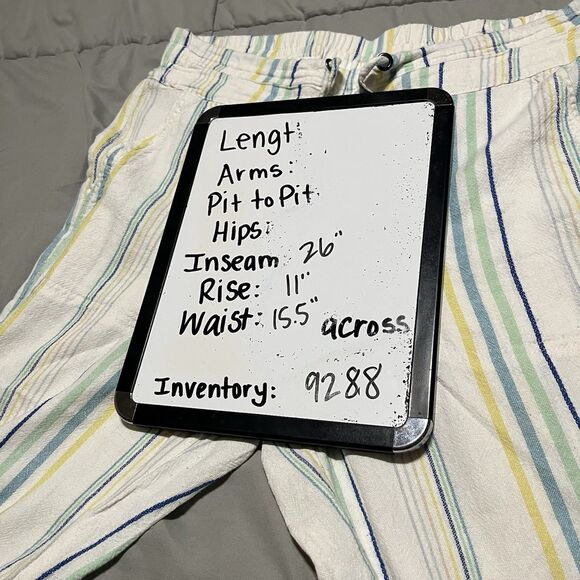 Lengt:
Arms:
Pit to Pit
Hips:
Inseam 26"
Rise: 11"
Waist: 15.5" across
Inventory: 9288